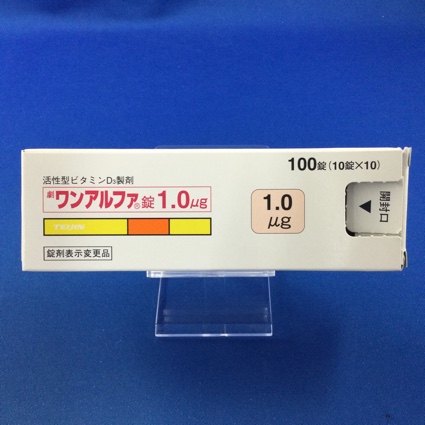 100錠(10錠×10)
活性型ビタミンD₃製剤
劇 ワンアルファ®錠1.0μg
1.0
μg
開封口
錠剤表示変更品